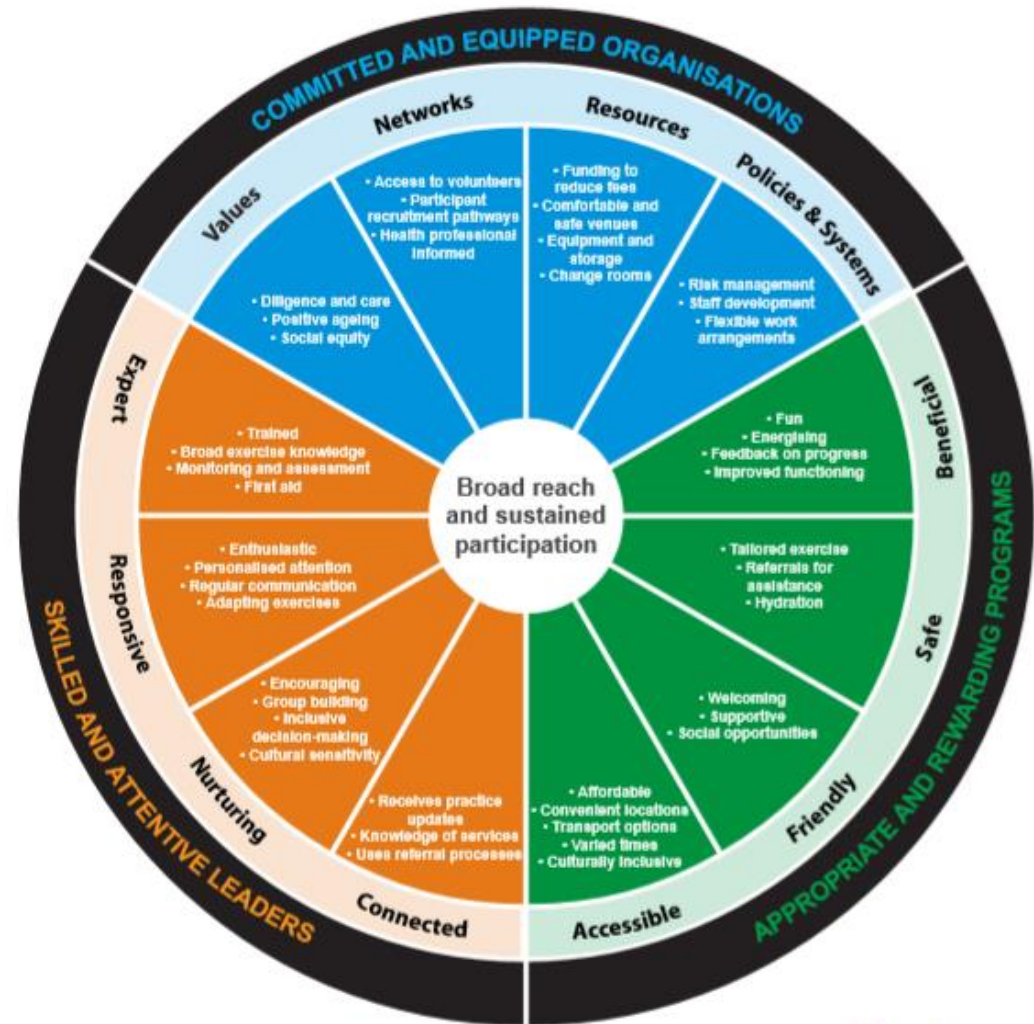 COMMITTED AND EQUIPPED ORGANISATIONS
Values
• Diligence and care
• Positive ageing
• Social equity
Networks
• Access to volunteers
• Participant
recruitment pathways
• Health professional
informed
Resources
• Funding to
reduce fees
• Comfortable and
safe venues
• Equipment and
storage
• Change rooms
Policies & Systems
• Risk management
• Staff development
• Flexible work
arrangements
APPROPRIATE AND REWARDING PROGRAMS
Beneficial
• Fun
• Energising
• Feedback on progress
• Improved functioning
Safe
• Tailored exercise
• Referrals for
assistance
• Hydration
Friendly
• Welcoming
• Supportive
• Social opportunities
Accessible
• Affordable
• Convenient locations
• Transport options
• Varied times
• Culturally inclusive
SKILLED AND ATTENTIVE LEADERS
Expert
• Trained
• Broad exercise knowledge
• Monitoring and assessment
• First aid
Responsive
• Enthusiastic
• Personalised attention
• Regular communication
• Adapting exercises
Nurturing
• Encouraging
• Group building
• Inclusive
decision-making
• Cultural sensitivity
Connected
• Receives practice
updates
• Knowledge of services
• Uses referral processes
Broad reach
and sustained
participation